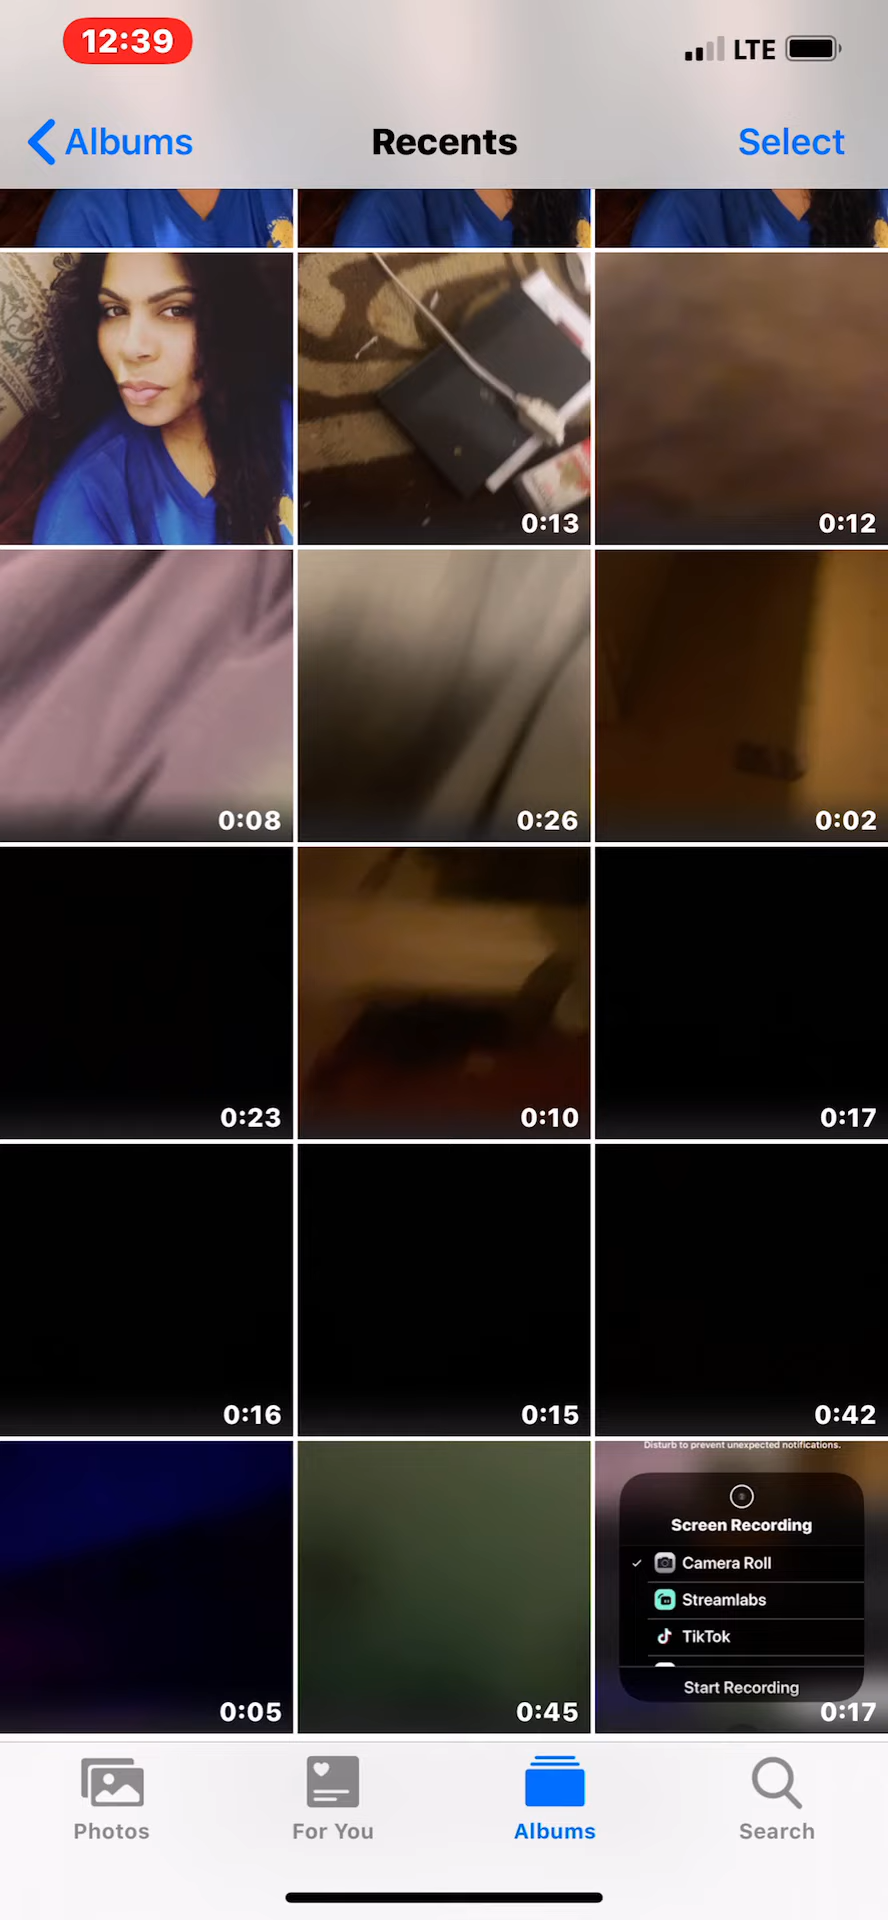 12:39 LTE
Albums Recents Select
0:13 0:12
0:08 0:26 0:02
0:23 0:10 0:17
0:16 0:15 0:42
Disturb to prevent unexpected notifications.
Screen Recording
Camera Roll
Streamlabs
TikTok
Start Recording
0:05 0:45 0:17
Photos For You Albums Search